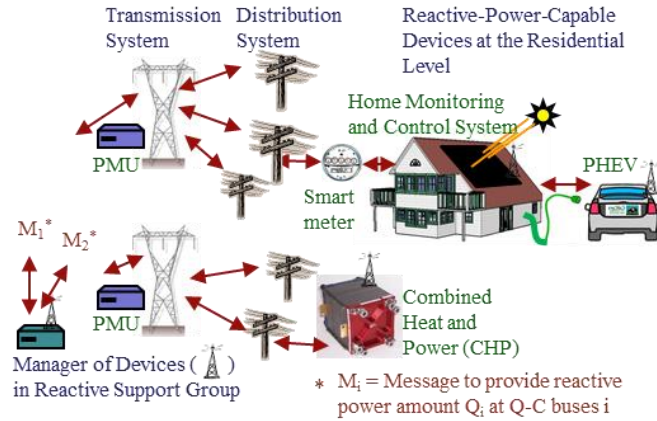 Transmission
System
Distribution
System
Reactive-Power-Capable
Devices at the Residential
Level
Home Monitoring
and Control System
PMU
Smart
meter
PHEV
M₁*
M₂*
PMU
Combined
Heat and
Power (CHP)
Manager of Devices ( )
in Reactive Support Group
* Mᵢ = Message to provide reactive
power amount Qᵢ at Q-C buses i